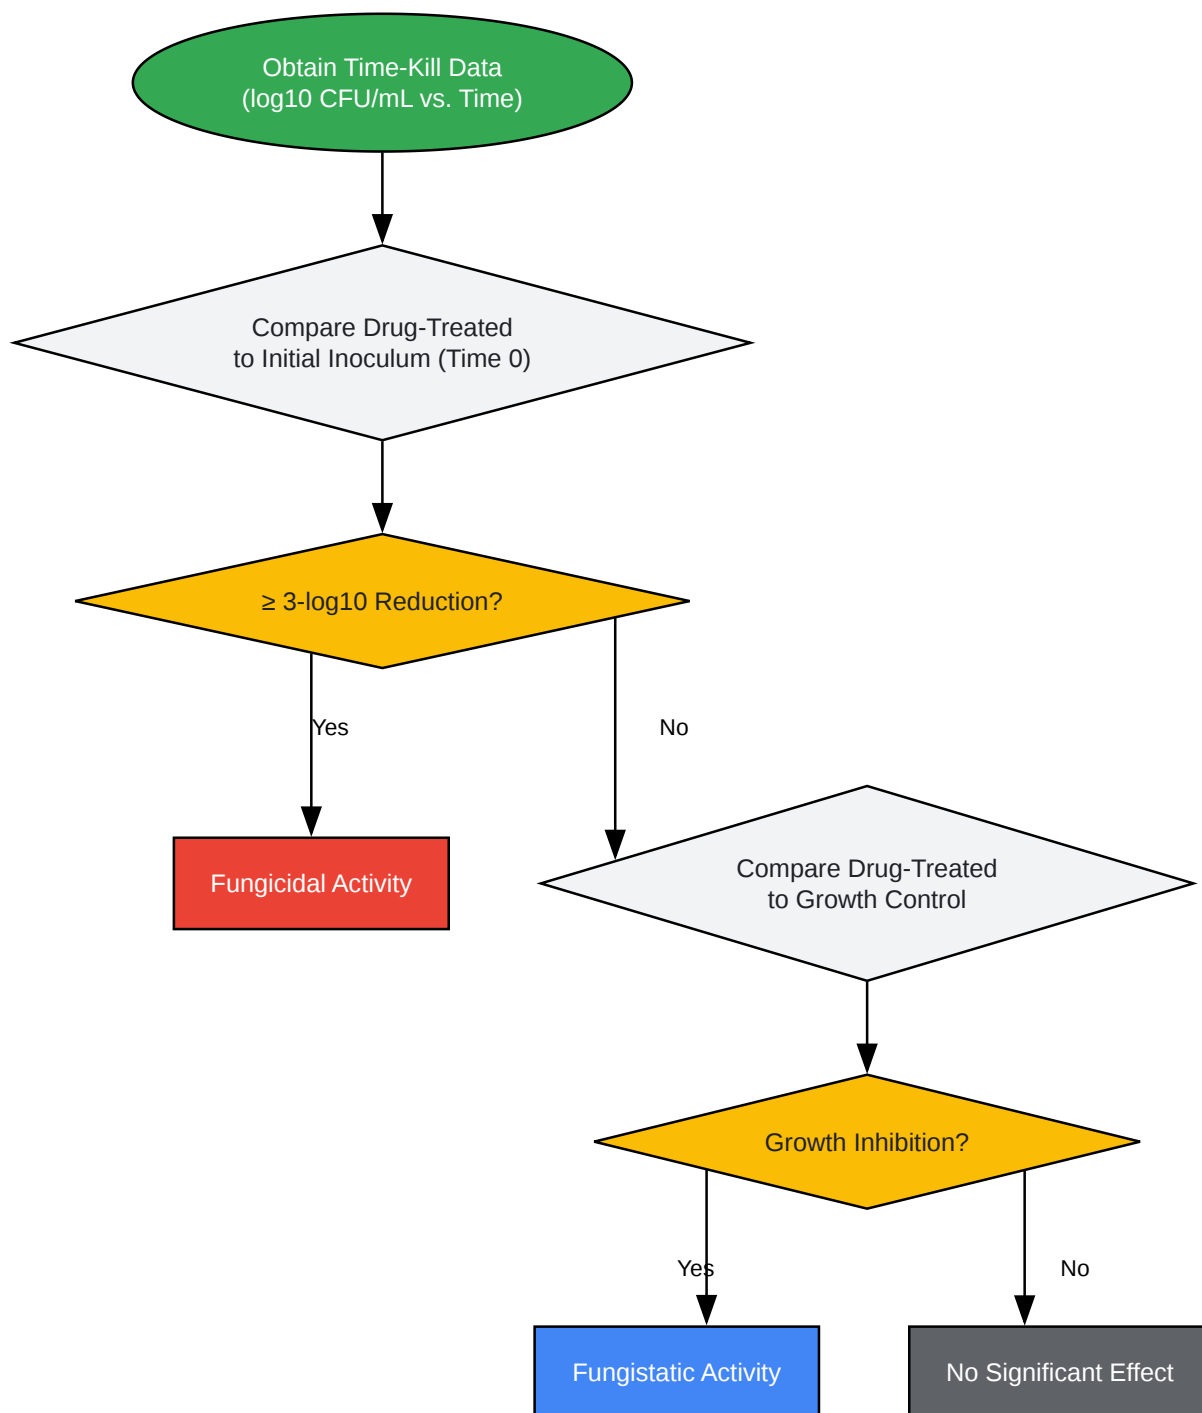 Obtain Time-Kill Data
(log10 CFU/mL vs. Time)
Compare Drug-Treated
to Initial Inoculum (Time 0)
≥ 3-log10 Reduction?
Yes
No
Fungicidal Activity
Compare Drug-Treated
to Growth Control
Growth Inhibition?
Yes
No
Fungistatic Activity
No Significant Effect